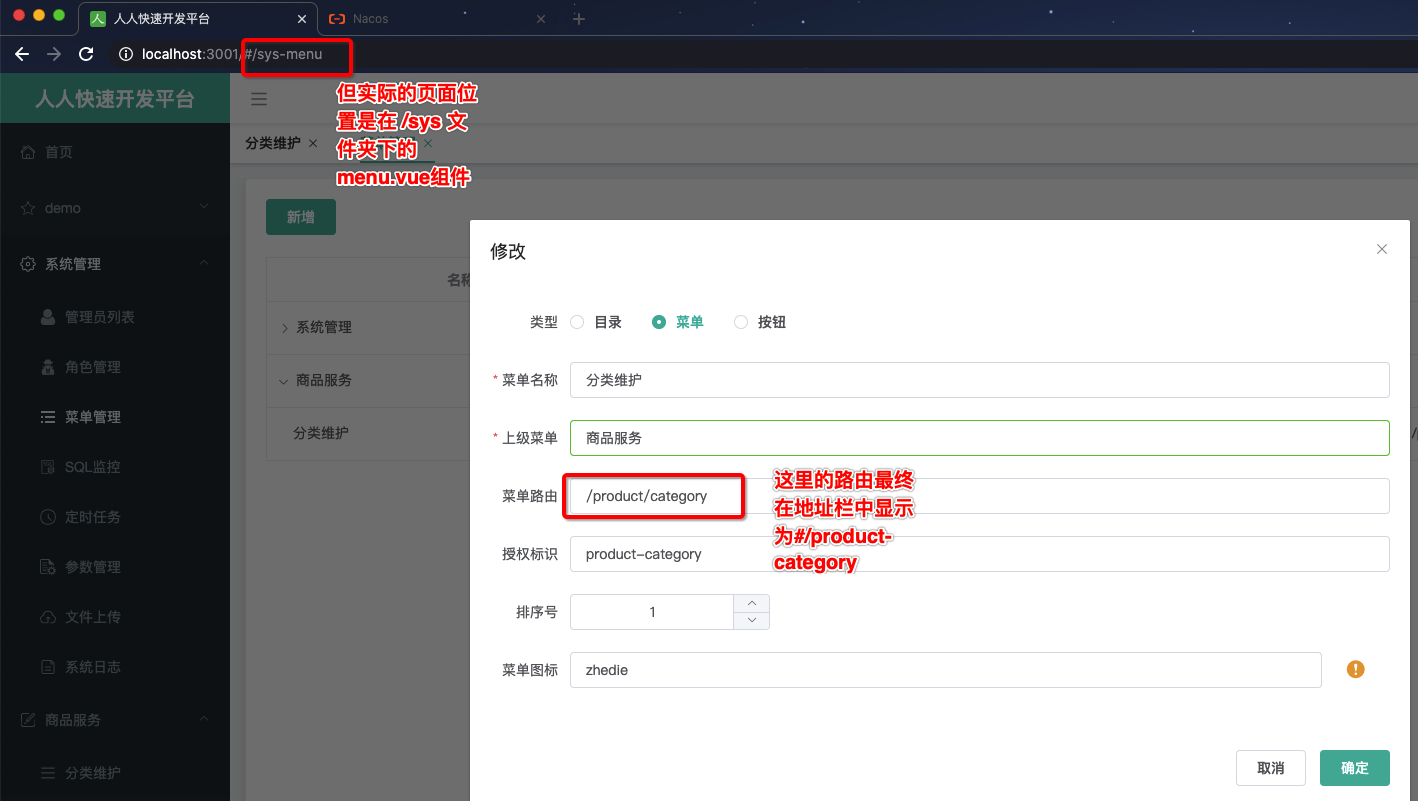 人人快速开发平台
Nacos
localhost:3001/#/sys-menu
人人快速开发平台
但实际的页面位
置是在 /sys 文
件夹下的
menu.vue组件
分类维护
首页
demo
系统管理
管理员列表
角色管理
菜单管理
SQL监控
定时任务
参数管理
文件上传
系统日志
商品服务
分类维护
新增
名称
系统管理
商品服务
分类维护
修改
类型 目录 菜单 按钮
* 菜单名称 分类维护
* 上级菜单 商品服务
菜单路由 /product/category
这里的路由最终
在地址栏中显示
为#/product-
category
授权标识 product-category
排序号 1
菜单图标 zhedie
取消 确定